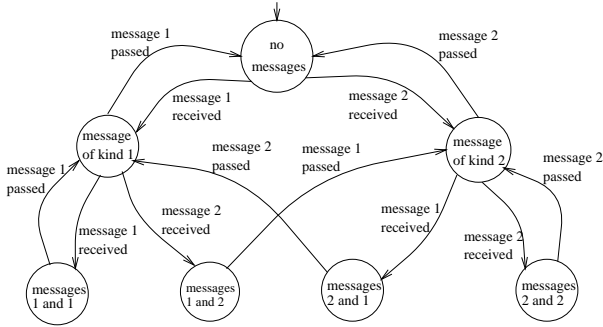 message 1
passed
no
messages
message 2
passed
message 1
received
message 2
received
message
of kind 1
message 2
passed
message 1
passed
message
of kind 2
message 1
passed
message 2
passed
message 1
received
message 2
received
message 1
received
message 2
received
messages
1 and 1
messages
1 and 2
messages
2 and 1
messages
2 and 2